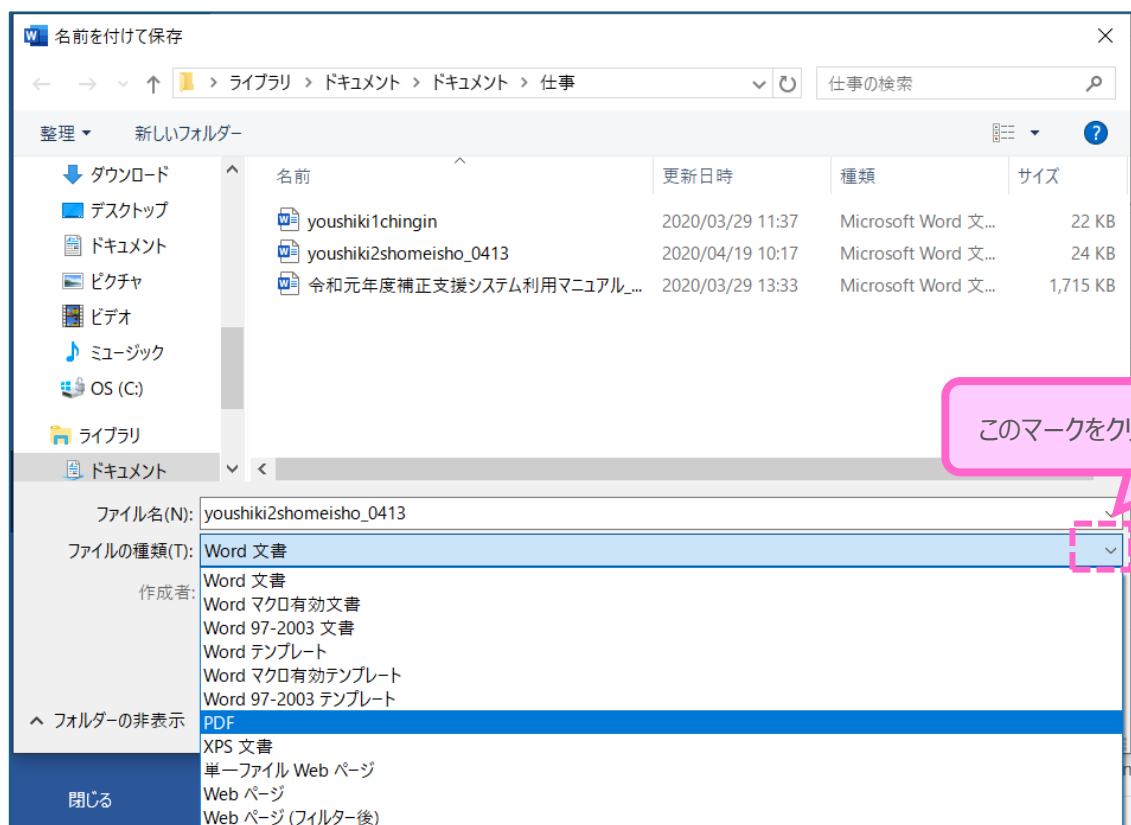 名前を付けて保存
> ライブラリ > ドキュメント > ドキュメント > 仕事
仕事の検索
整理
新しいフォルダー
ダウンロード
デスクトップ
ドキュメント
ピクチャ
ビデオ
ミュージック
OS (C:)
ライブラリ
ドキュメント
名前 更新日時 種類 サイズ
youshiki1chingin 2020/03/29 11:37 Microsoft Word 文... 22 KB
youshiki2shomeisho_0413 2020/04/19 10:17 Microsoft Word 文... 24 KB
令和元年度補正支援システム利用マニュアル_... 2020/03/29 13:33 Microsoft Word 文... 1,715 KB
このマークをク
ファイル名(N): youshiki2shomeisho_0413
ファイルの種類(T): Word 文書
作成者:
Word 文書
Word マクロ有効文書
Word 97-2003 文書
Word テンプレート
Word マクロ有効テンプレート
Word 97-2003 テンプレート
PDF
XPS 文書
単一ファイル Web ページ
Web ページ
Web ページ (フィルター後)
フォルダーの非表示
閉じる